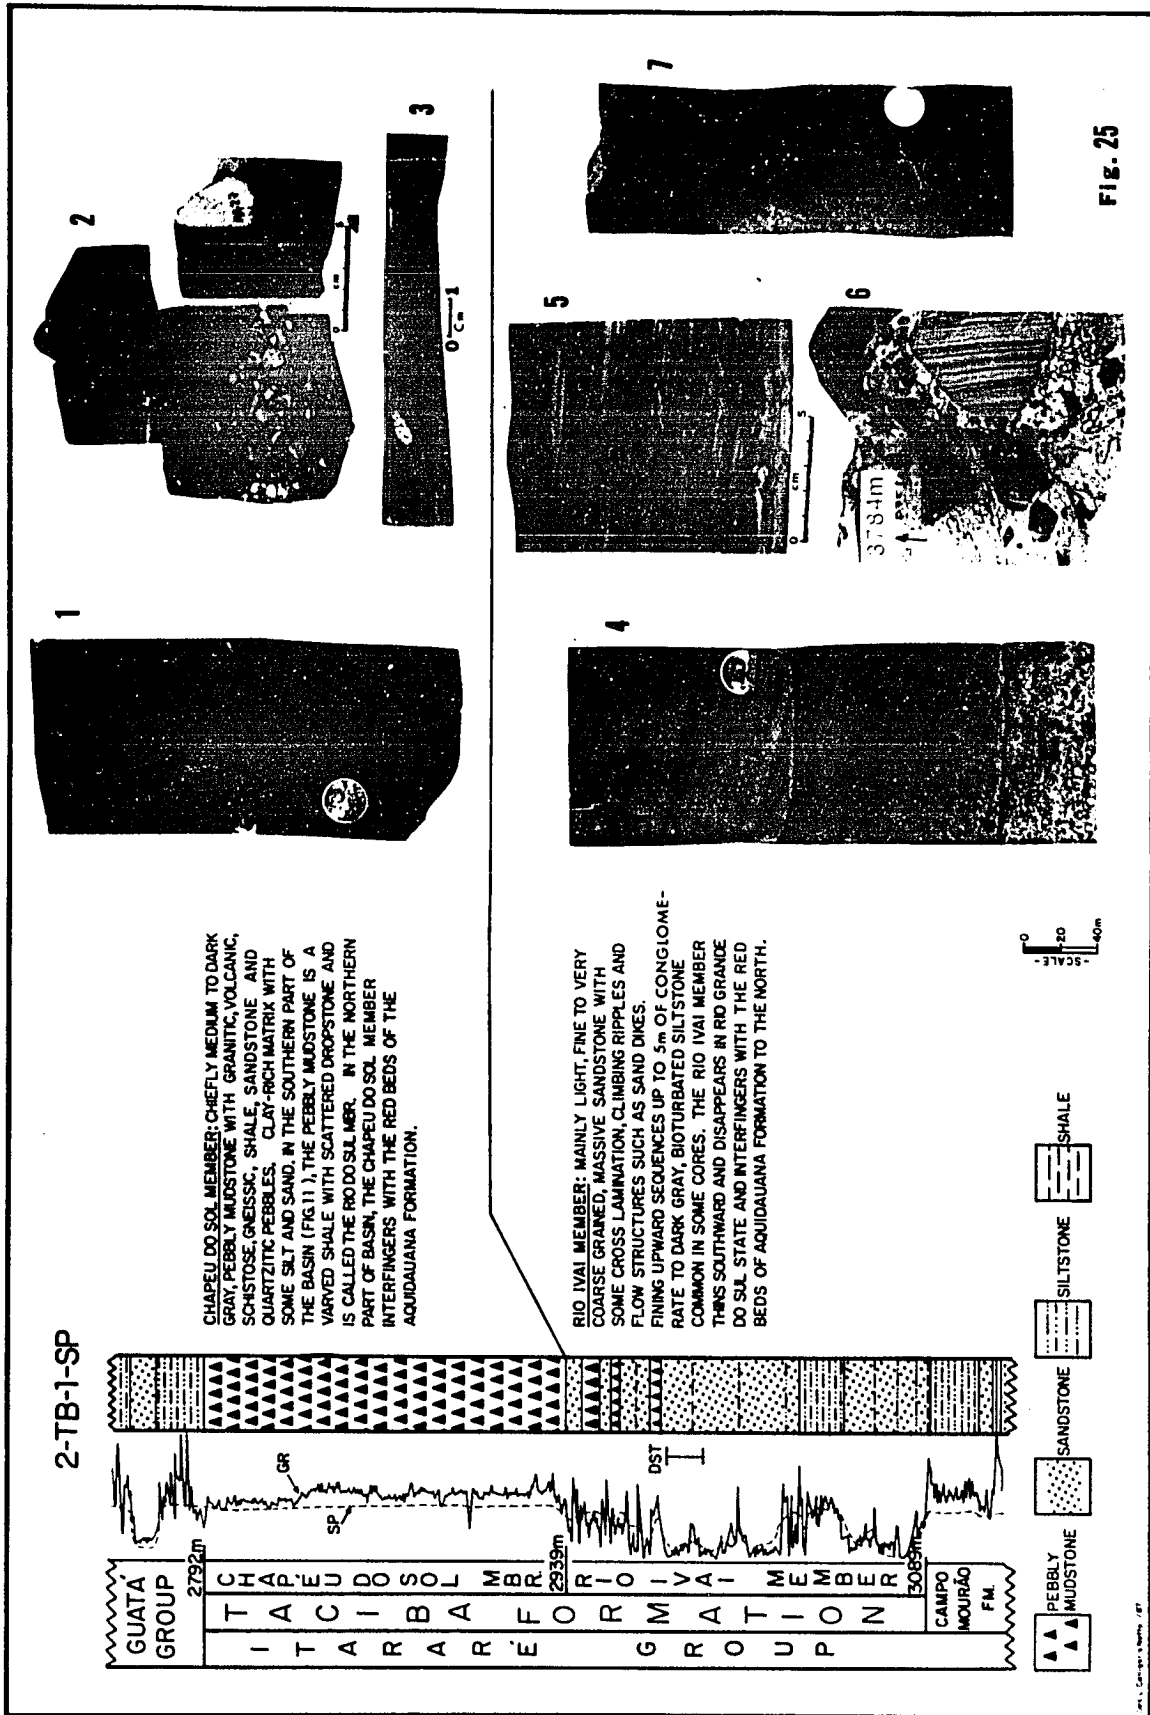 2-TB-1-SP
GUATÁ
GROUP
2792m
CHAPÉU DO SOL MBR.
2939m
RIO IVAI MEMBER
3089m
TACIBA FORMATION
ITARARÉ GROUP
CAMPO
MOURÃO
FM.
GR
SP
DST
CHAPEU DO SOL MEMBER: CHIEFLY MEDIUM TO DARK
GRAY, PEBBLY MUDSTONE WITH GRANITIC, VOLCANIC,
SCHISTOSE, GNEISSIC, SHALE, SANDSTONE AND
QUARTZITIC PEBBLES. CLAY-RICH MATRIX WITH
SOME SILT AND SAND. IN THE SOUTHERN PART OF
THE BASIN (FIG.11), THE PEBBLY MUDSTONE IS A
VARVED SHALE WITH SCATTERED DROPSTONE AND
IS CALLED THE RIO DO SUL MBR. IN THE NORTHERN
PART OF BASIN, THE CHAPEU DO SOL MEMBER
INTERFINGERS WITH THE RED BEDS OF THE
AQUIDAUANA FORMATION.
RIO IVAI MEMBER: MAINLY LIGHT, FINE TO VERY
COARSE GRAINED, MASSIVE SANDSTONE WITH
SOME CROSS LAMINATION, CLIMBING RIPPLES AND
FLOW STRUCTURES SUCH AS SAND DIKES.
FINING UPWARD SEQUENCES UP TO 5m OF CONGLOME-
RATE TO DARK GRAY, BIOTURBATED SILTSTONE
COMMON IN SOME CORES. THE RIO IVAI MEMBER
THINS SOUTHWARD AND DISAPPEARS IN RIO GRANDE
DO SUL STATE AND INTERFINGERS WITH THE RED
BEDS OF AQUIDAUANA FORMATION TO THE NORTH.
PEBBLY
MUDSTONE
SANDSTONE
SILTSTONE
SHALE
0
20
40m
-SCALE-
1
2
0 cm
3
0 1
cm
4
5
0 cm 5
6
3784m
7
Fig. 25